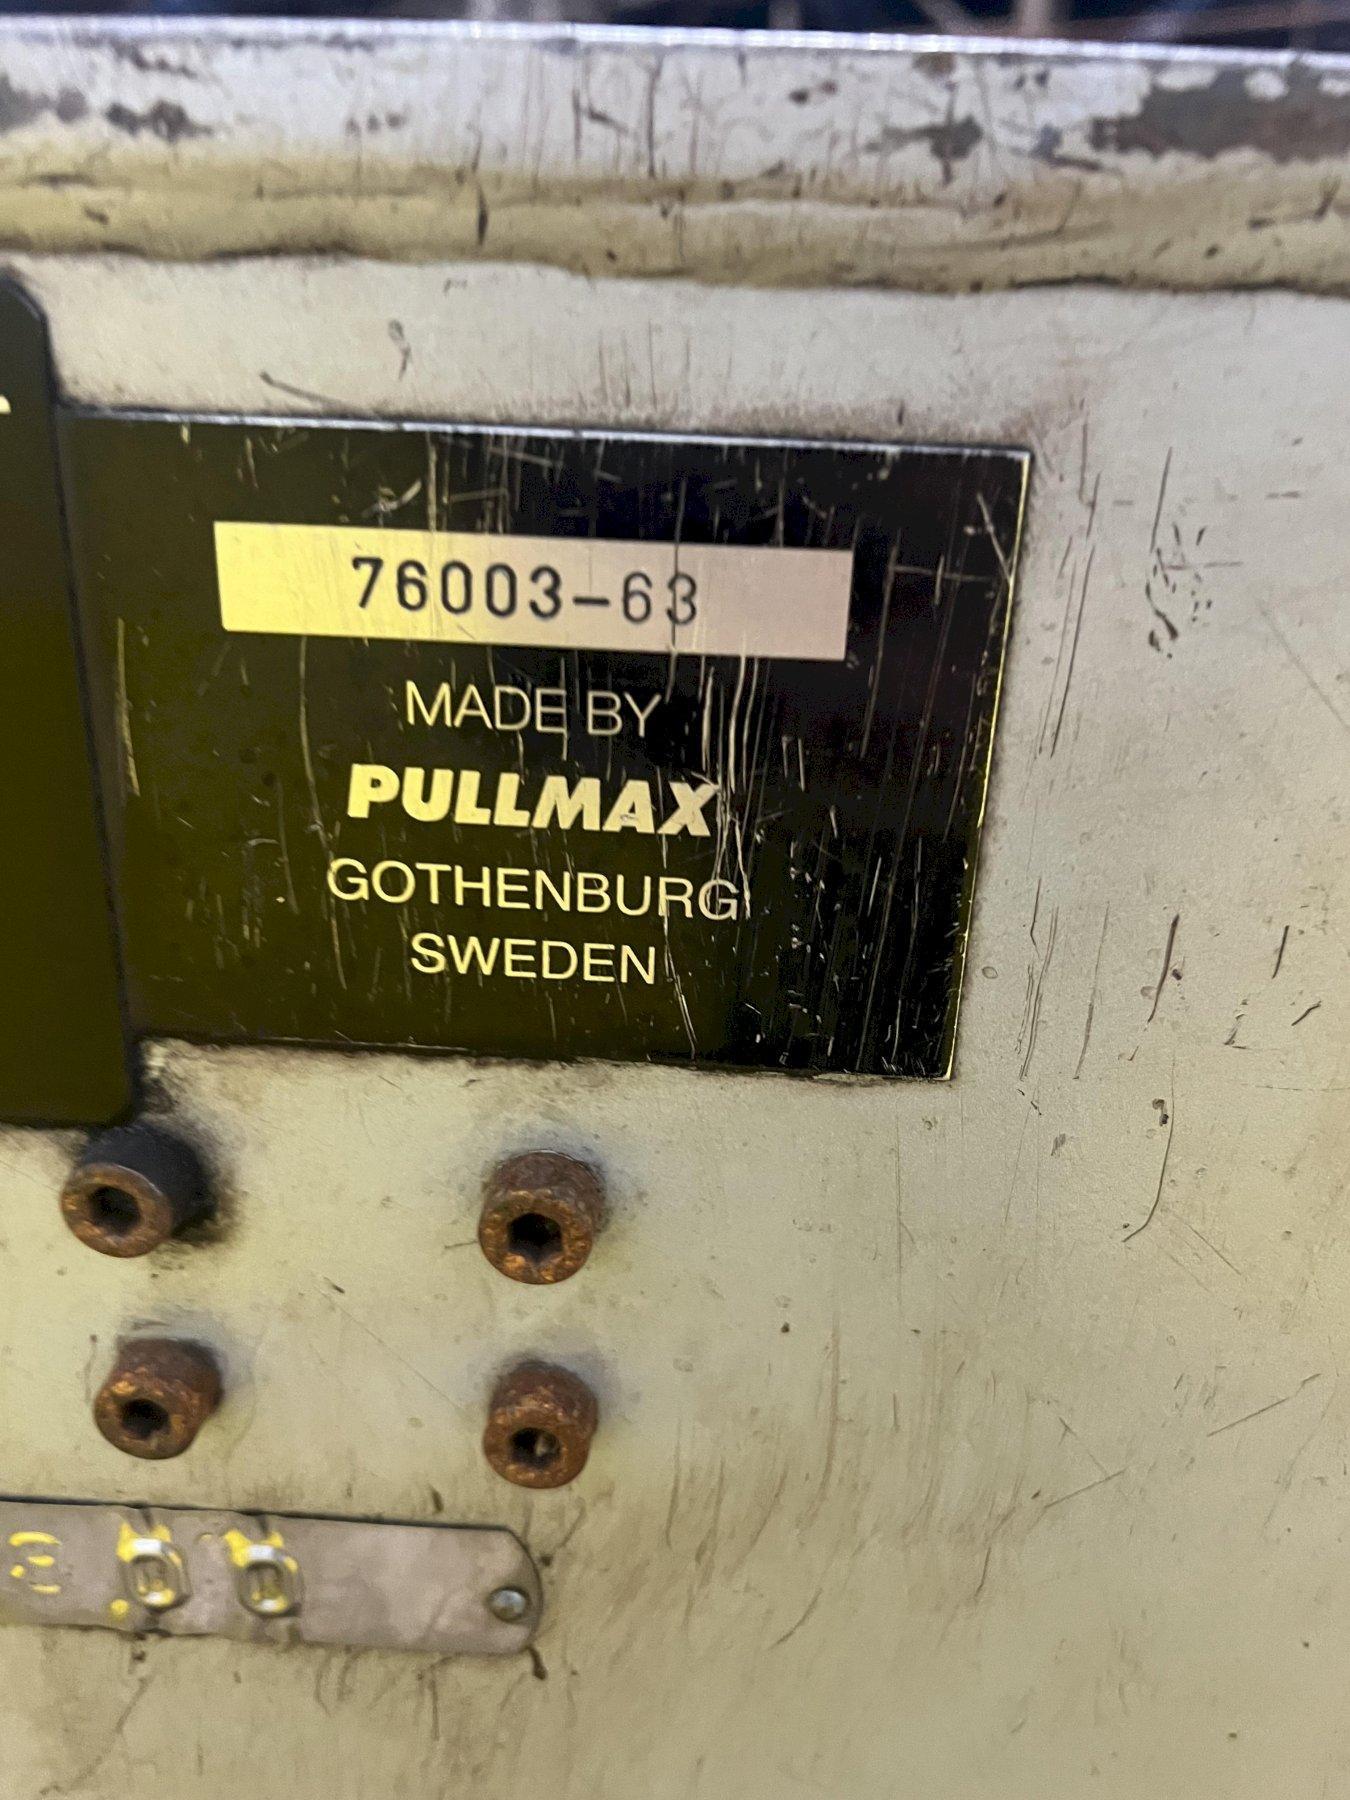 76003-63
MADE BY
PULLMAX
GOTHENBURG
SWEDEN